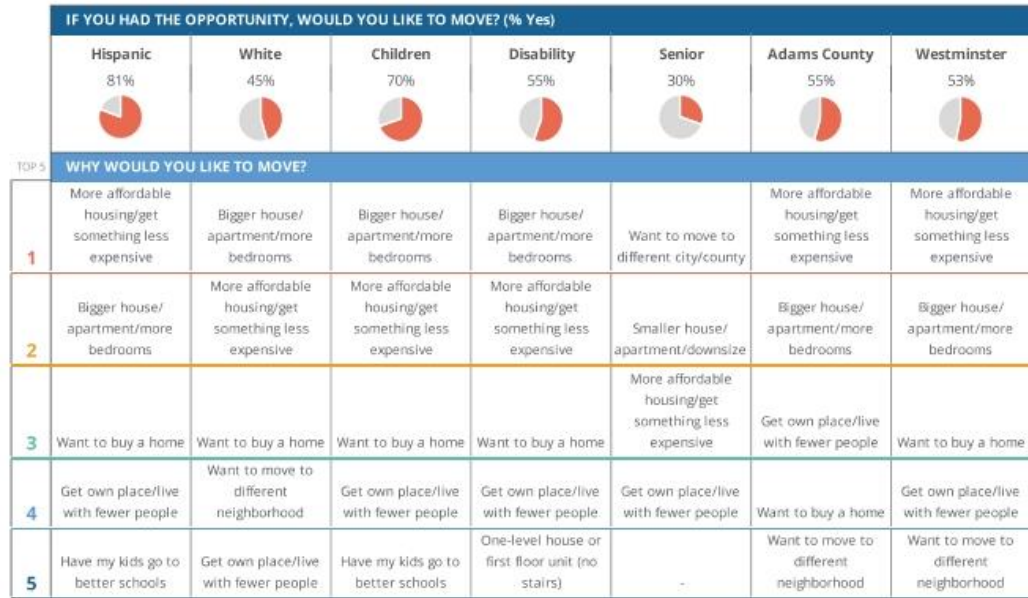 IF YOU HAD THE OPPORTUNITY, WOULD YOU LIKE TO MOVE? (% Yes)
Hispanic White Children Disability Senior Adams County Westminster
81% 45% 70% 55% 30% 55% 53%
TOP 5 WHY WOULD YOU LIKE TO MOVE?
1
More affordable
housing/get
something less
expensive
Bigger house/
apartment/more
bedrooms
Bigger house/
apartment/more
bedrooms
Bigger house/
apartment/more
bedrooms
Want to move to
different city/county
More affordable
housing/get
something less
expensive
More affordable
housing/get
something less
expensive
2
Bigger house/
apartment/more
bedrooms
More affordable
housing/get
something less
expensive
More affordable
housing/get
something less
expensive
More affordable
housing/get
something less
expensive
Smaller house/
apartment/downsize
Bigger house/
apartment/more
bedrooms
Bigger house/
apartment/more
bedrooms
3
Want to buy a home
Want to buy a home
Want to buy a home
Want to buy a home
More affordable
housing/get
something less
expensive
Get own place/live
with fewer people
Want to buy a home
4
Get own place/live
with fewer people
Want to move to
different
neighborhood
Get own place/live
with fewer people
Get own place/live
with fewer people
Get own place/live
with fewer people
Want to buy a home
Get own place/live
with fewer people
5
Have my kids go to
better schools
Get own place/live
with fewer people
Have my kids go to
better schools
One-level house or
first floor unit (no
stairs)
-
Want to move to
different
neighborhood
Want to move to
different
neighborhood